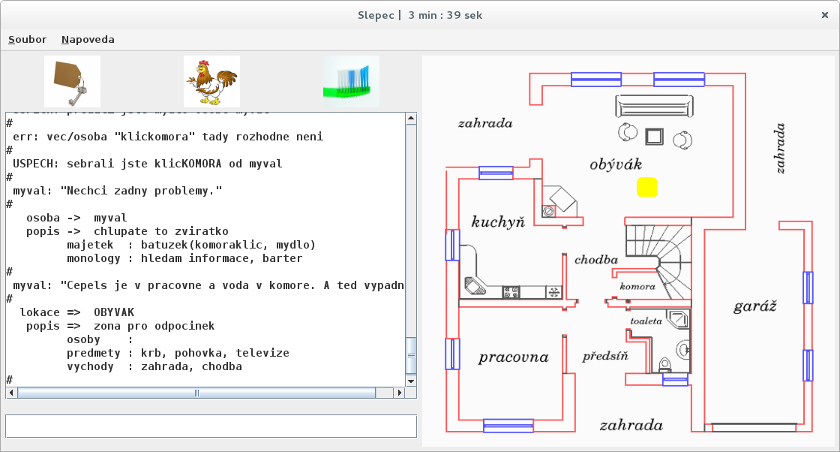 Slepec | 3 min : 39 sek
Soubor Napoveda
#
err: vec/osoba "klickomora" tady rozhodne neni
#
USPECH: sebrali jste klicKOMORA od myval
#
myval: "Nechci zadny problemy."
#
osoba -> myval
popis -> chlupate to zviratko
majetek : batuzek(komoraklic, mydlo)
monology : hledam informace, barter
#
myval: "Cepels je v pracovne a voda v komore. A ted vypadn
#
lokace => OBYVAK
popis => zona pro odpocinek
osoby :
predmety : krb, pohovka, televize
vychody : zahrada, chodba
#
zahrada
zahrada
obývák
kuchyň
chodba
komora
garáž
toaleta
pracovna
předsíň
zahrada